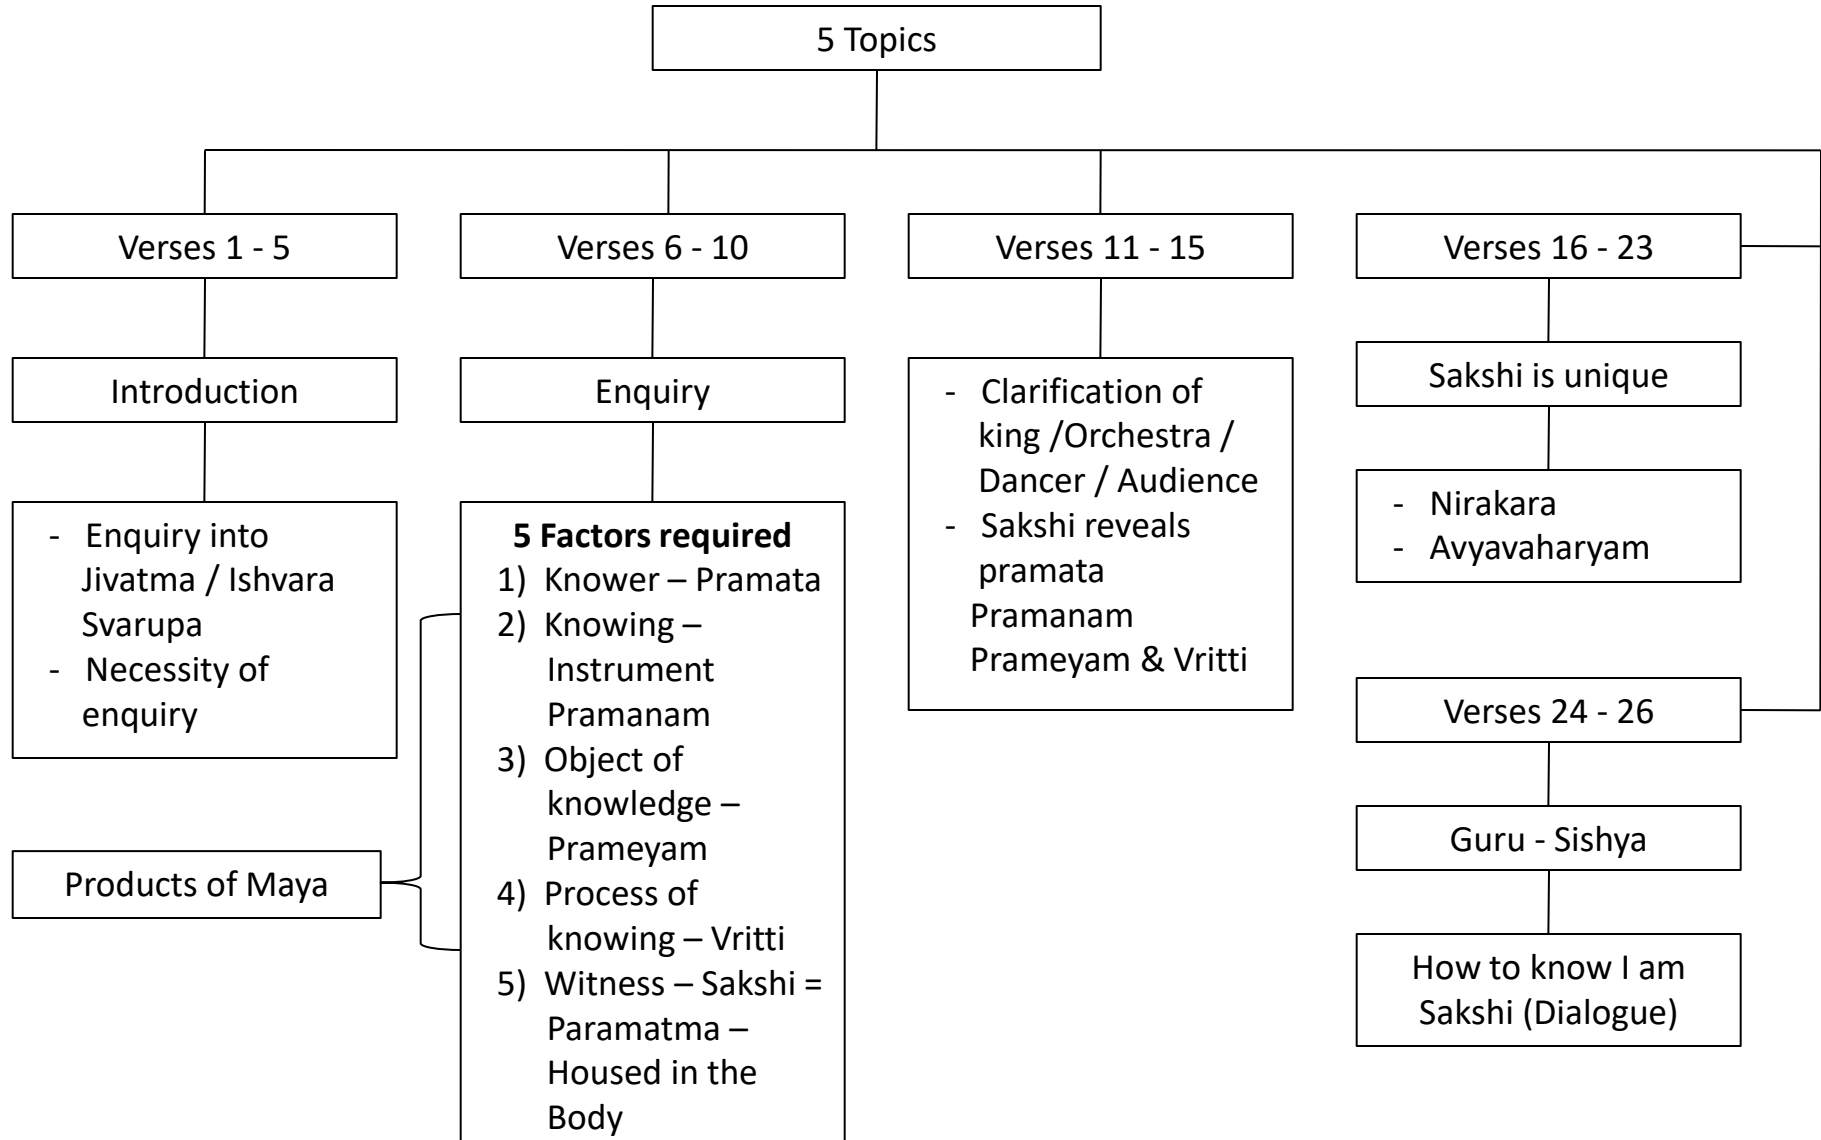 5 Topics
Verses 1 - 5
Introduction
- Enquiry into
Jivatma / Ishvara
Svarupa
- Necessity of
enquiry
Verses 6 - 10
Enquiry
5 Factors required
1) Knower – Pramata
2) Knowing –
Instrument
Pramanam
3) Object of
knowledge –
Prameyam
4) Process of
knowing – Vritti
5) Witness – Sakshi =
Paramatma –
Housed in the
Body
Products of Maya
Verses 11 - 15
- Clarification of
king /Orchestra /
Dancer / Audience
- Sakshi reveals
pramata
Pramanam
Prameyam & Vritti
Verses 16 - 23
Sakshi is unique
- Nirakara
- Avyavaharyam
Verses 24 - 26
Guru - Sishya
How to know I am
Sakshi (Dialogue)